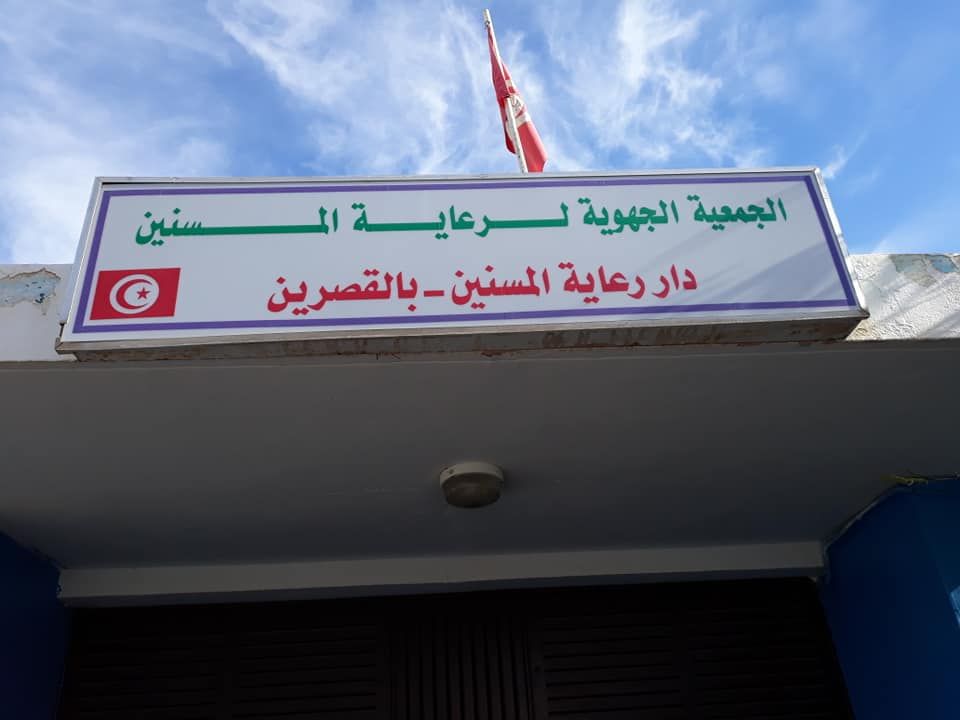 الجمعية الجهوية لرعاية المسنين
دار رعاية المسنين - بالقصرين